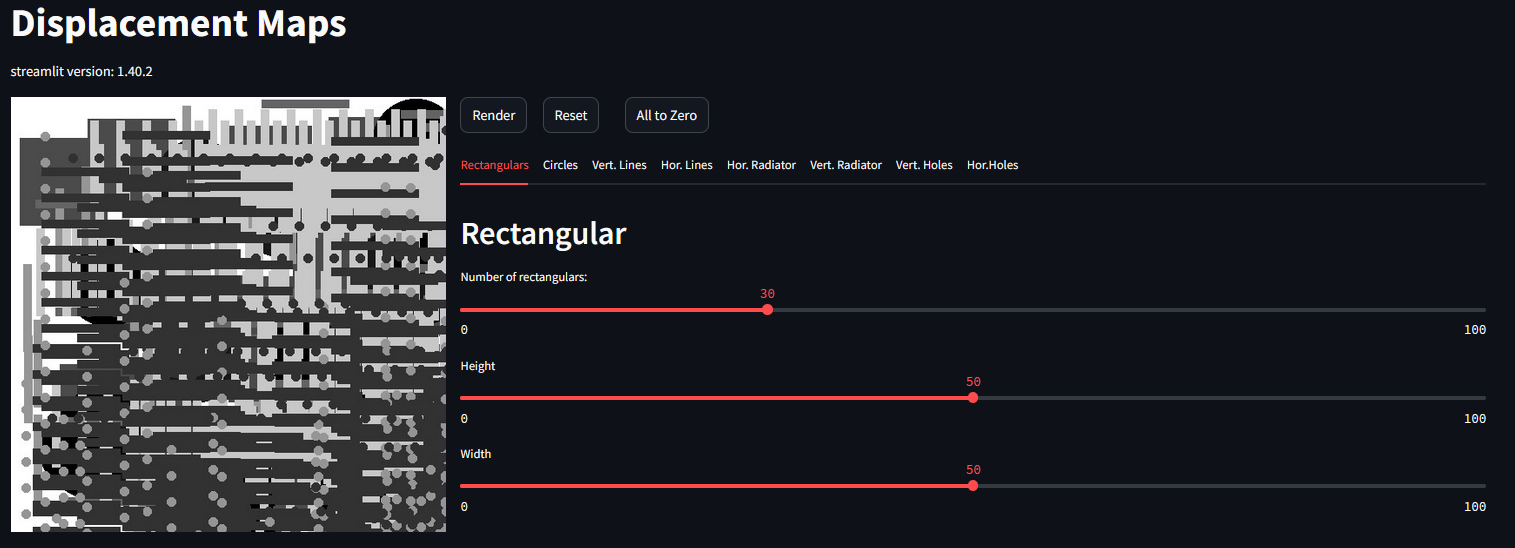 Displacement Maps
streamlit version: 1.40.2
Render Reset All to Zero
Rectangulars Circles Vert. Lines Hor. Lines Hor. Radiator Vert. Radiator Vert. Holes Hor.Holes
Rectangular
Number of rectangulars:
30
0 100
Height
50
0 100
Width
50
0 100